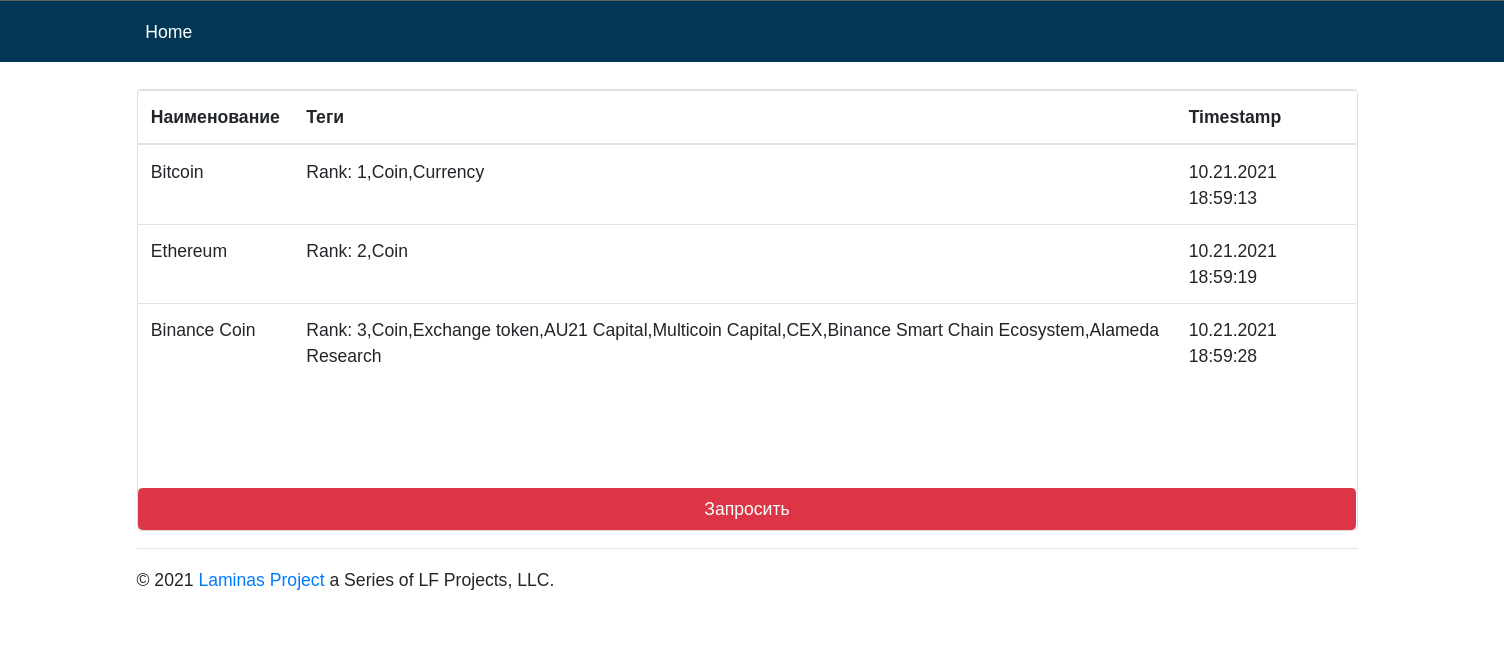 Home
Наименование Теги Timestamp
Bitcoin Rank: 1,Coin,Currency 10.21.2021
18:59:13
Ethereum Rank: 2,Coin 10.21.2021
18:59:19
Binance Coin Rank: 3,Coin,Exchange token,AU21 Capital,Multicoin Capital,CEX,Binance Smart Chain Ecosystem,Alameda 10.21.2021
Research 18:59:28
Запросить
© 2021 Laminas Project a Series of LF Projects, LLC.